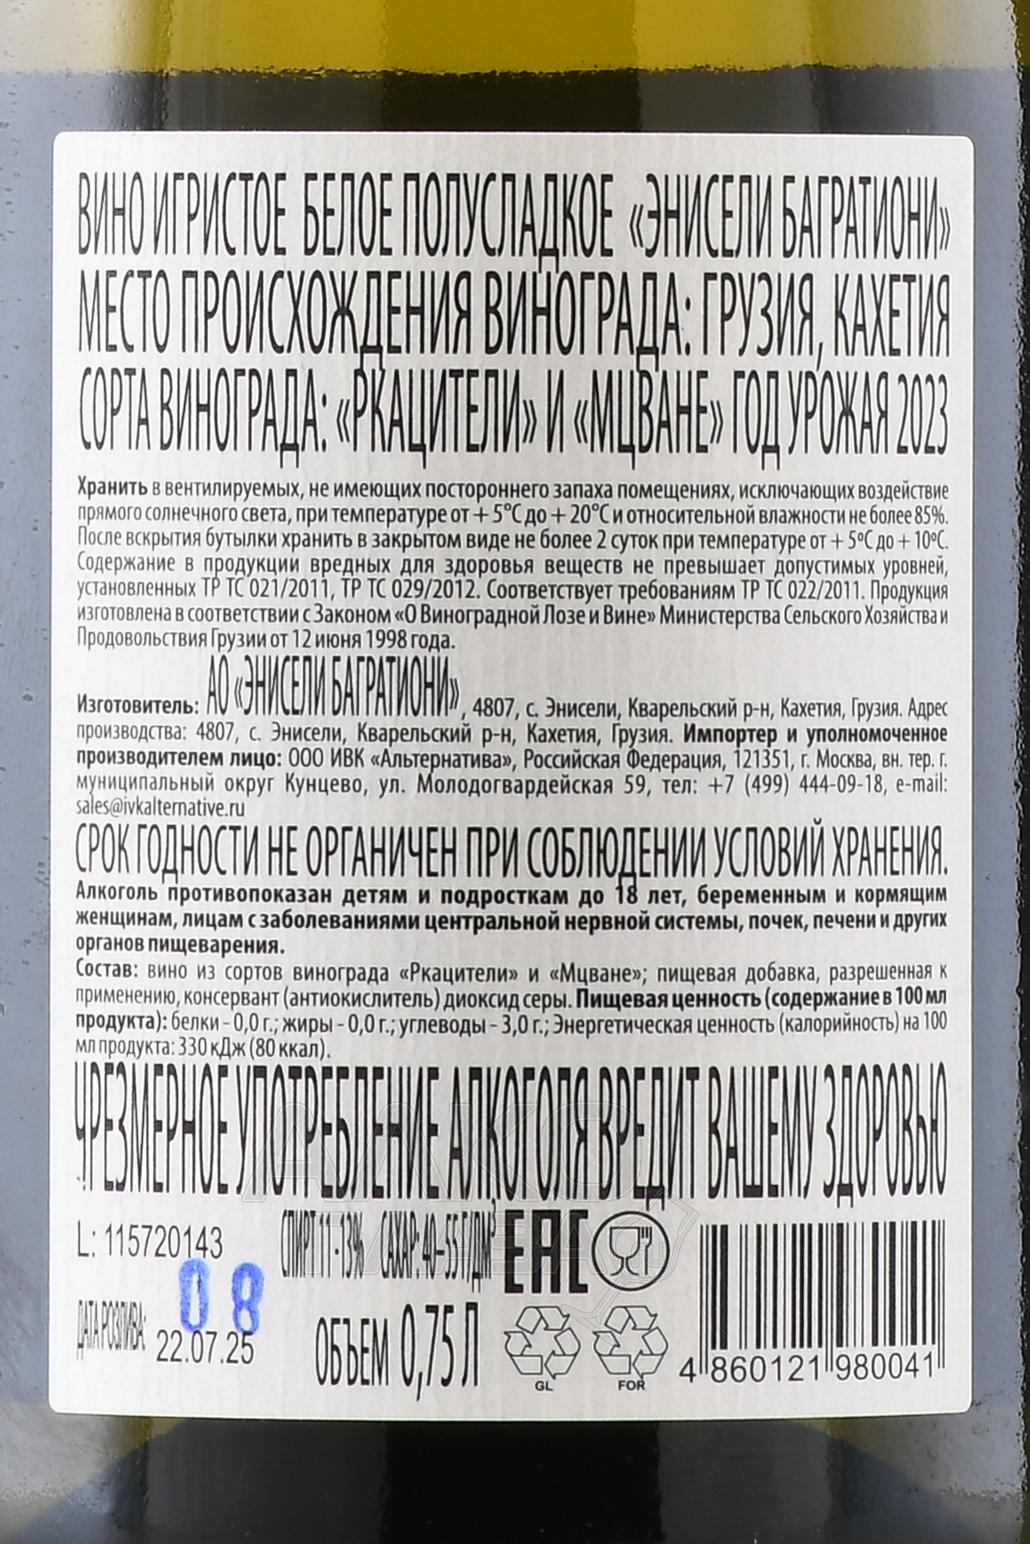 ВИНО ИГРИСТОЕ БЕЛОЕ ПОЛУСЛАДКОЕ «ЭНИСЕЛИ БАГРАТИОНИ»
МЕСТО ПРОИСХОЖДЕНИЯ ВИНОГРАДА: ГРУЗИЯ, КАХЕТИЯ
СОРТА ВИНОГРАДА: «РКАЦИТЕЛИ» И «МЦВАНЕ» ГОД УРОЖАЯ 2023
Хранить в вентилируемых, не имеющих постороннего запаха помещениях, исключающих воздействие
прямого солнечного света, при температуре от + 5°С до + 20°С и относительной влажности не более 85%.
После вскрытия бутылки хранить в закрытом виде не более 2 суток при температуре от + 5ºС до + 10ºС.
Содержание в продукции вредных для здоровья веществ не превышает допустимых уровней,
установленных ТР ТС 021/2011, ТР ТС 029/2012. Соответствует требованиям ТР ТС 022/2011. Продукция
изготовлена в соответствии с Законом «О Виноградной Лозе и Вине» Министерства Сельского Хозяйства и
Продовольствия Грузии от 12 июня 1998 года.
Изготовитель: АО «ЭНИСЕЛИ БАГРАТИОНИ», 4807, с. Энисели, Кварельский р-н, Кахетия, Грузия. Адрес
производства: 4807, с. Энисели, Кварельский р-н, Кахетия, Грузия. Импортер и уполномоченное
производителем лицо: ООО ИВК «Альтернатива», Российская Федерация, 121351, г. Москва, вн. тер. г.
муниципальный округ Кунцево, ул. Молодогвардейская 59, тел: +7 (499) 444-09-18, e-mail:
sales@ivkalternative.ru
СРОК ГОДНОСТИ НЕ ОГРАНИЧЕН ПРИ СОБЛЮДЕНИИ УСЛОВИЙ ХРАНЕНИЯ.
Алкоголь противопоказан детям и подросткам до 18 лет, беременным и кормящим
женщинам, лицам с заболеваниями центральной нервной системы, почек, печени и других
органов пищеварения.
Состав: вино из сортов винограда «Ркацители» и «Мцване»; пищевая добавка, разрешенная к
применению, консервант (антиокислитель) диоксид серы. Пищевая ценность (содержание в 100 мл
продукта): белки - 0,0 г.; жиры - 0,0 г.; углеводы - 3,0 г.; Энергетическая ценность (калорийность) на 100
мл продукта: 330 кДж (80 ккал).
ЧРЕЗМЕРНОЕ УПОТРЕБЛЕНИЕ АЛКОГОЛЯ ВРЕДИТ ВАШЕМУ ЗДОРОВЬЮ
L: 115720143
СПИРТ 11-13% САХАР: 40–55 Г/ДМ³
EAC
08
ДАТА РОЗЛИВА: 22.07.25
ОБЪЕМ 0,75 Л
GL
FOR
4 860121 980041